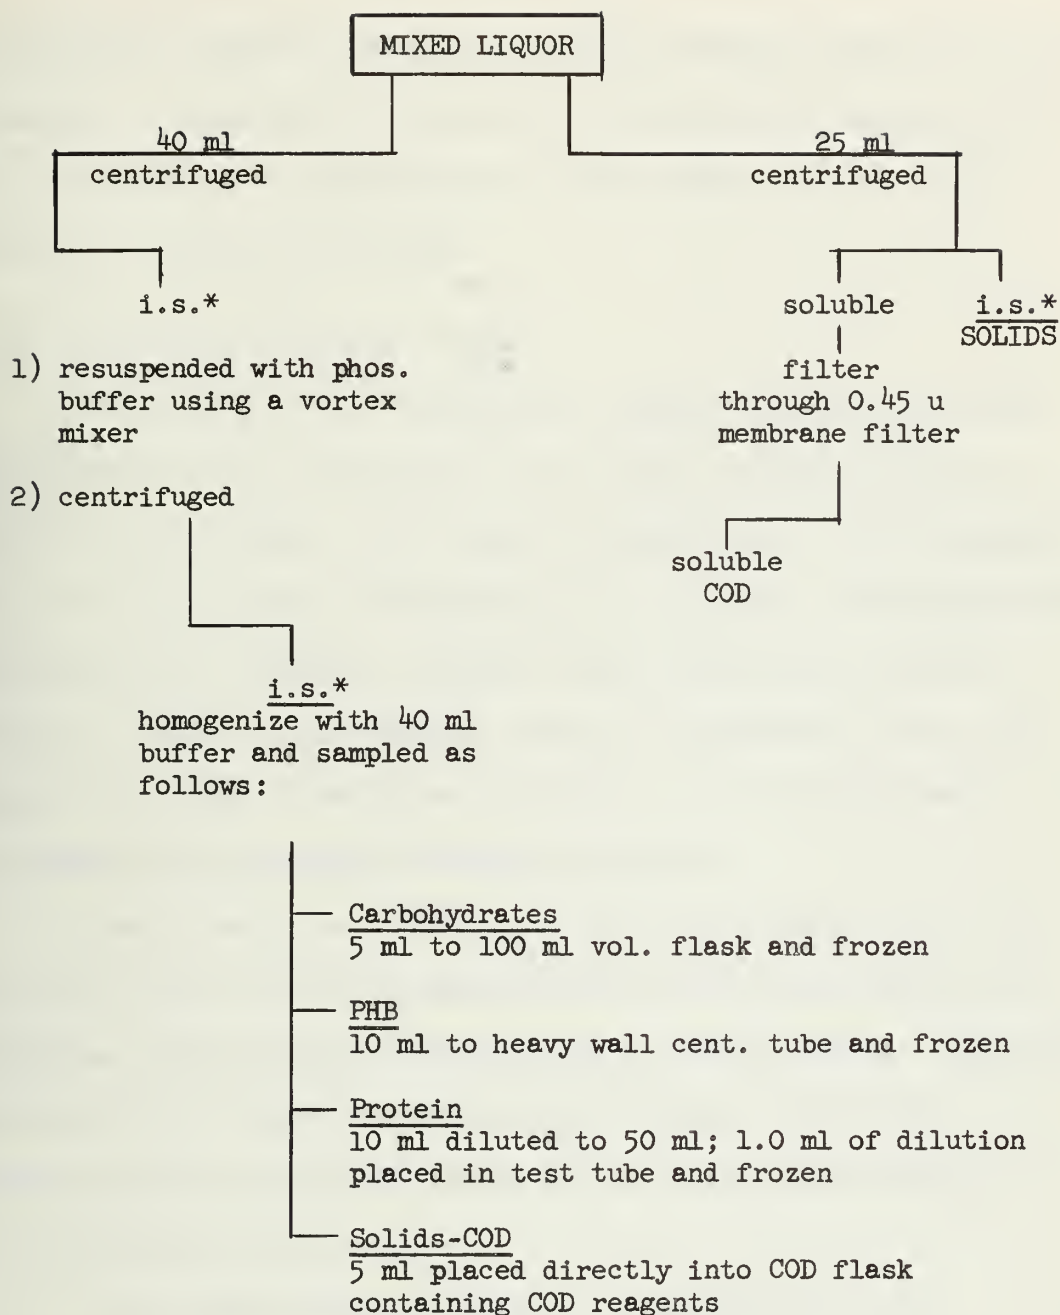 MIXED LIQUOR
40 ml
centrifuged
i.s.*
1) resuspended with phos.
buffer using a vortex
mixer
2) centrifuged
i.s.*
homogenize with 40 ml
buffer and sampled as
follows:
Carbohydrates
5 ml to 100 ml vol. flask and frozen
PHB
10 ml to heavy wall cent. tube and frozen
Protein
10 ml diluted to 50 ml; 1.0 ml of dilution
placed in test tube and frozen
Solids-COD
5 ml placed directly into COD flask
containing COD reagents
25 ml
centrifuged
soluble
filter
through 0.45 u
membrane filter
soluble
COD
i.s.*
SOLIDS